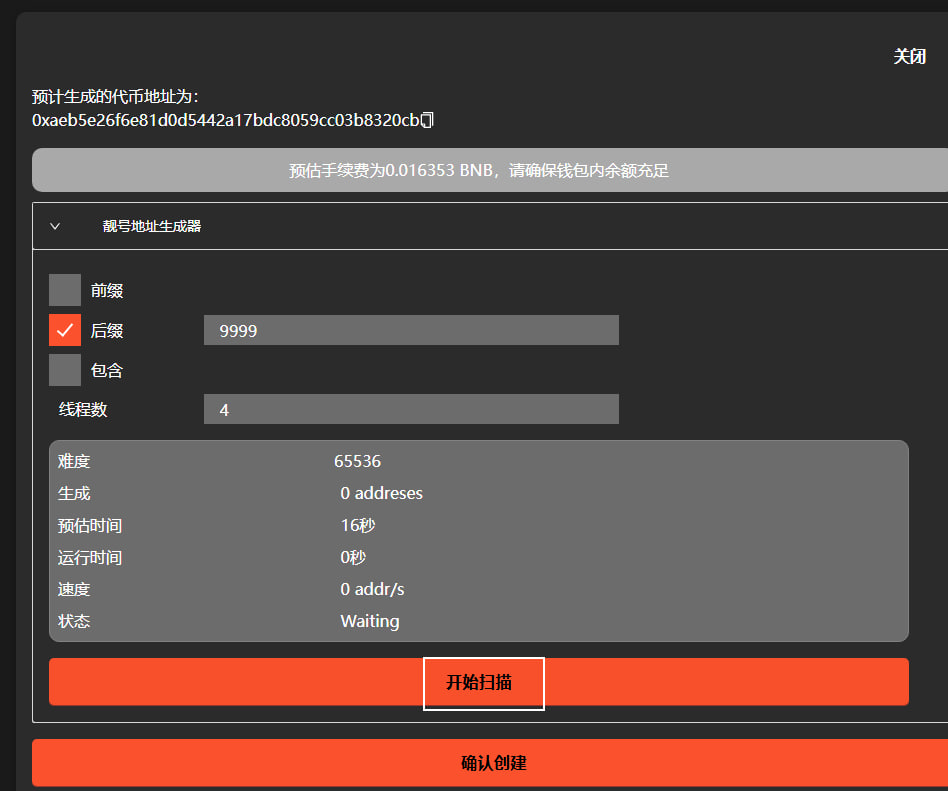 关闭
预计生成的代币地址为：
0xaeb5e26f6e81d0d5442a17bdc8059cc03b8320cb
预估手续费为0.016353 BNB，请确保钱包内余额充足
靓号地址生成器
前缀
后缀 9999
包含
线程数 4
难度 65536
生成 0 addreses
预估时间 16秒
运行时间 0秒
速度 0 addr/s
状态 Waiting
开始扫描
确认创建